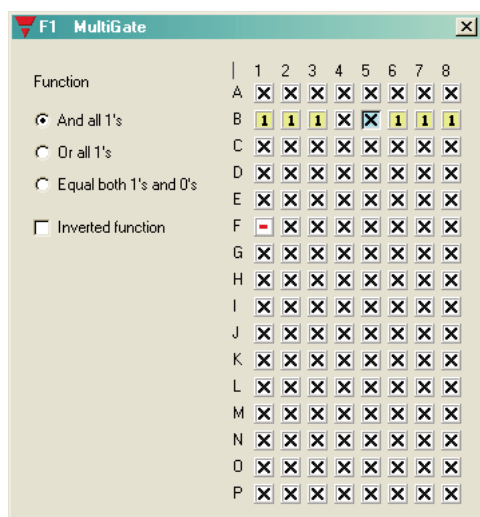 F1 MultiGate X
Function
And all 1's
Or all 1's
Equal both 1's and 0's
Inverted function
| 1 2 3 4 5 6 7 8
A X X X X X X X X
B 1 1 1 X X 1 1 1
C X X X X X X X X
D X X X X X X X X
E X X X X X X X X
F - X X X X X X X
G X X X X X X X X
H X X X X X X X X
I X X X X X X X X
J X X X X X X X X
K X X X X X X X X
L X X X X X X X X
M X X X X X X X X
N X X X X X X X X
O X X X X X X X X
P X X X X X X X X